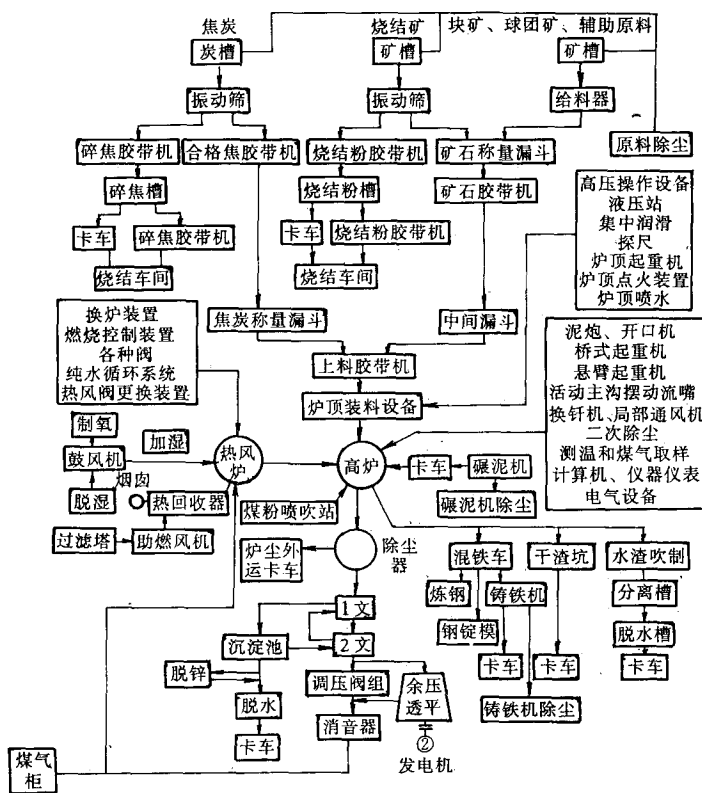 焦炭
烧结矿
块矿、球团矿、辅助原料
炭槽
矿槽
矿槽
振动筛
振动筛
给料器
碎焦胶带机
合格焦胶带机
烧结粉胶带机
矿石称量漏斗
原料除尘
碎焦槽
烧结粉槽
矿石胶带机
卡车
碎焦胶带机
卡车
烧结粉胶带机
烧结车间
烧结车间
高压操作设备
液压站
集中润滑
探尺
炉顶起重机
炉顶点火装置
炉顶喷水
换炉装置
燃烧控制装置
各种阀
纯水循环系统
热风阀更换装置
焦炭称量漏斗
中间漏斗
上料胶带机
炉顶装料设备
泥炮、开口机
桥式起重机
悬臂起重机
活动主沟摆动流嘴
换钎机、局部通风机
二次除尘
测温和煤气取样
计算机、仪器仪表
电气设备
制氧
加湿
鼓风机
热风
炉
高炉
卡车
碾泥机
脱湿
烟囱
热回收器
煤粉喷吹站
碾泥机除尘
过滤塔
助燃风机
炉尘外
运卡车
除尘
器
混铁车
干渣坑
水渣吹制
炼钢
铸铁机
分离槽
1文
钢锭模
脱水槽
沉淀池
2文
卡车
卡车
卡车
脱锌
调压阀组
余压
透平
铸铁机除尘
脱水
消音器
②
发电机
卡车
煤气
柜